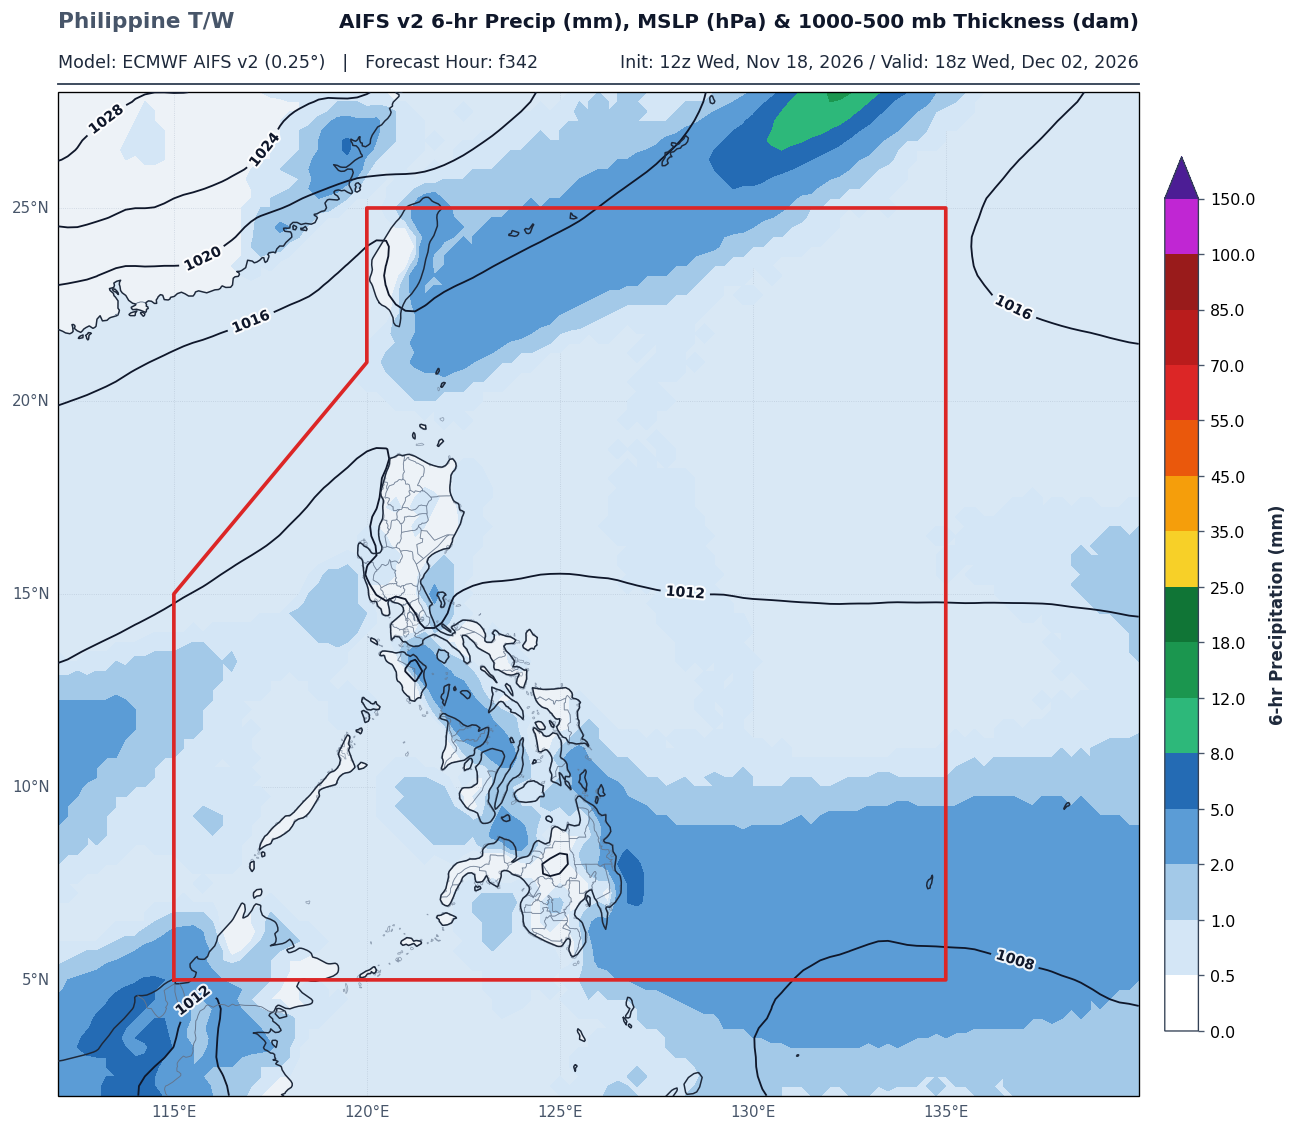 Philippine T/W
AIFS v2 6-hr Precip (mm), MSLP (hPa) & 1000-500 mb Thickness (dam)
Model: ECMWF AIFS v2 (0.25°) | Forecast Hour: f342
Init: 12z Wed, Nov 18, 2026 / Valid: 18z Wed, Dec 02, 2026
1028
1024
1020
1016
1016
1012
1008
1012
25°N
20°N
15°N
10°N
5°N
115°E
120°E
125°E
130°E
135°E
150.0
100.0
85.0
70.0
55.0
45.0
35.0
25.0
18.0
12.0
8.0
5.0
2.0
1.0
0.5
0.0
6-hr Precipitation (mm)